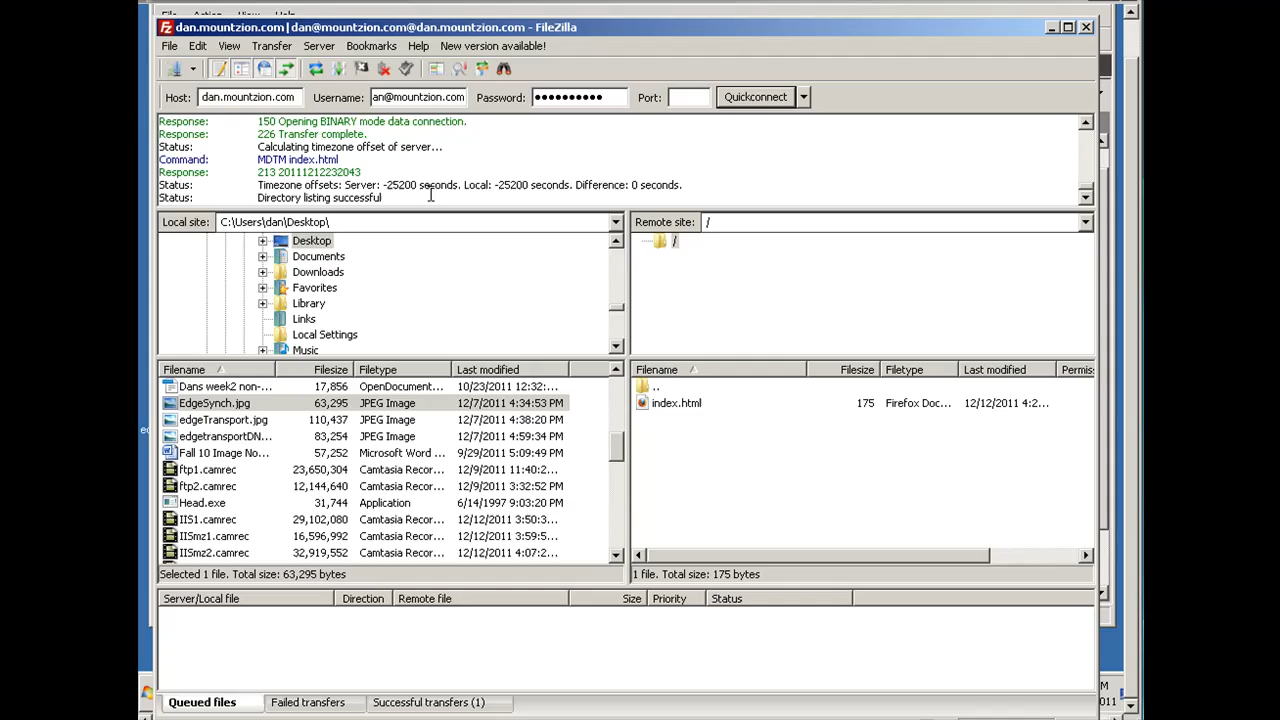 dan.mountzion.com|dan@mountzion.com@dan.mountzion.com - FileZilla
File Edit View Transfer Server Bookmarks Help New version available!
Host: dan.mountzion.com Username: an@mountzion.com Password: ●●●●●●●●●● Port: Quickconnect
Response: 150 Opening BINARY mode data connection.
Response: 226 Transfer complete.
Status: Calculating timezone offset of server...
Command: MDTM index.html
Response: 213 20111212232043
Status: Timezone offsets: Server: -25200 seconds. Local: -25200 seconds. Difference: 0 seconds.
Status: Directory listing successful
Local site: C:\Users\dan\Desktop\
Desktop
Documents
Downloads
Favorites
Library
Links
Local Settings
Music
Remote site: /
/
Filename Filesize Filetype Last modified
Dans week2 non-... 17,856 OpenDocument... 10/23/2011 12:32:...
EdgeSynch.jpg 63,295 JPEG Image 12/7/2011 4:34:53 PM
edgeTransport.jpg 110,437 JPEG Image 12/7/2011 4:38:20 PM
edgetransportDN... 83,254 JPEG Image 12/7/2011 4:59:34 PM
Fall 10 Image No... 57,252 Microsoft Word ... 9/29/2011 5:09:49 PM
ftp1.camrec 23,650,304 Camtasia Recor... 12/9/2011 11:40:2...
ftp2.camrec 12,144,640 Camtasia Recor... 12/9/2011 3:32:52 PM
Head.exe 31,744 Application 6/14/1997 9:03:20 PM
IIS1.camrec 29,102,080 Camtasia Recor... 12/12/2011 3:50:3...
IISmz1.camrec 16,596,992 Camtasia Recor... 12/12/2011 3:59:5...
IISmz2.camrec 32,919,552 Camtasia Recor... 12/12/2011 4:07:2...
Selected 1 file. Total size: 63,295 bytes
Filename Filesize Filetype Last modified Permis
..
index.html 175 Firefox Doc... 12/12/2011 4:2...
1 file. Total size: 175 bytes
Server/Local file Direction Remote file Size Priority Status
Queued files Failed transfers Successful transfers (1)